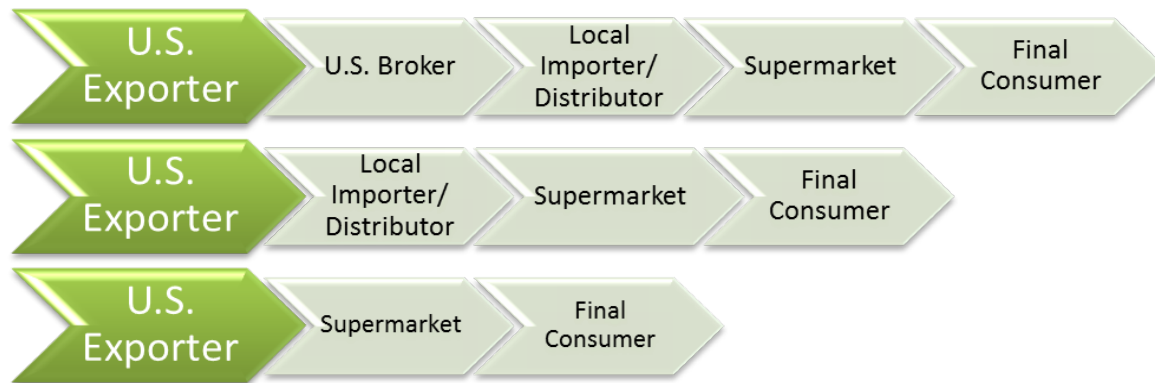 U.S.
Exporter
U.S. Broker
Local
Importer/
Distributor
Supermarket
Final
Consumer
U.S.
Exporter
Local
Importer/
Distributor
Supermarket
Final
Consumer
U.S.
Exporter
Supermarket
Final
Consumer